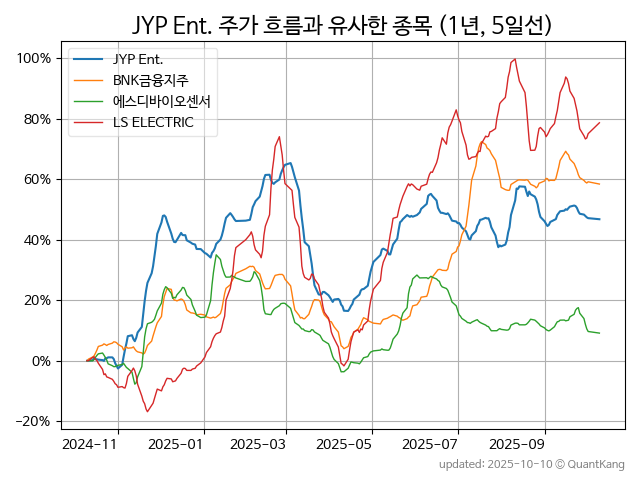 JYP Ent. 주가 흐름과 유사한 종목 (1년, 5일선)
JYP Ent.
BNK금융지주
에스디바이오센서
LS ELECTRIC
100%
80%
60%
40%
20%
0%
−20%
2024−11 2025−01 2025−03 2025−05 2025−07 2025−09
updated: 2025-10-10 © QuantKang